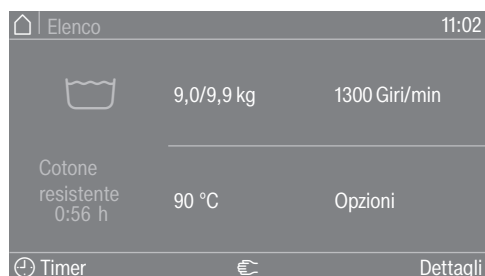 Elenco 11:02
9,0/9,9 kg 1300 Giri/min
Cotone
resistente
0:56 h
90 °C Opzioni
Timer Dettagli